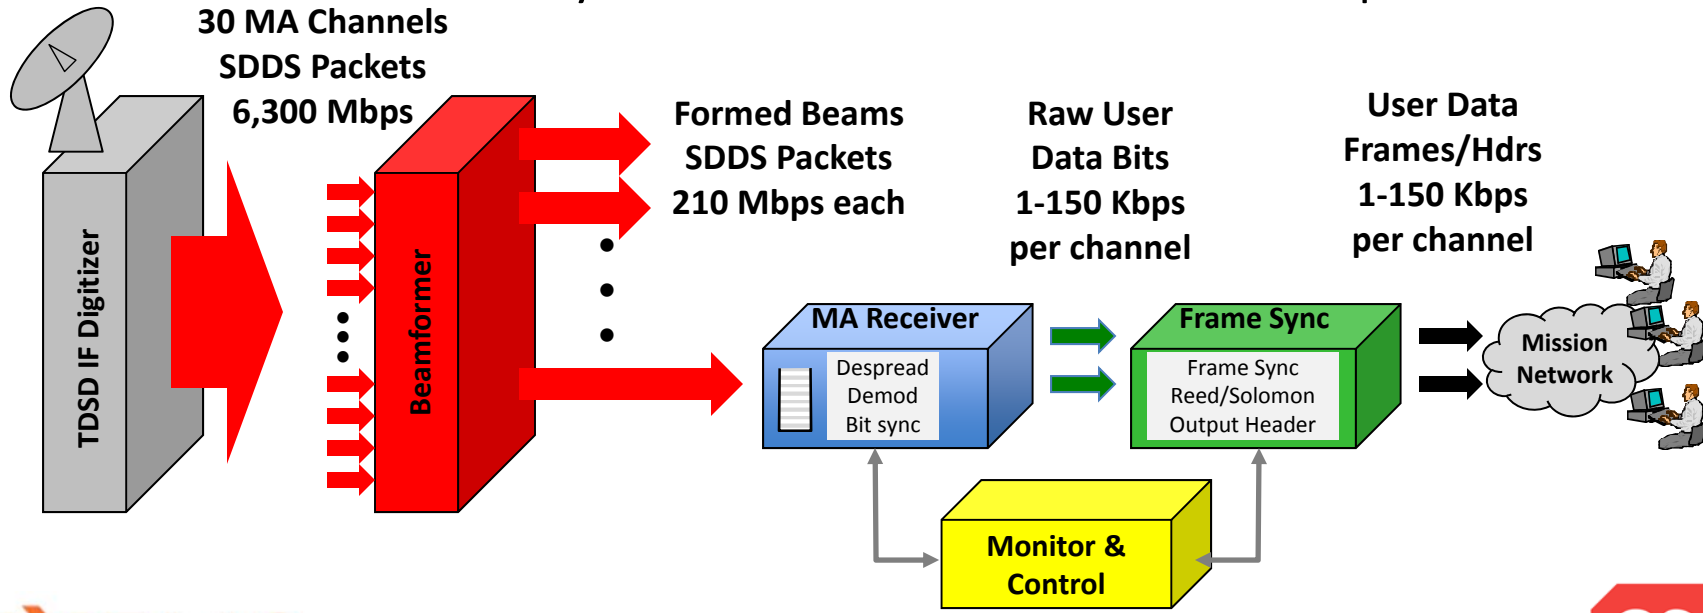 30 MA Channels
SDDS Packets
6,300 Mbps
Formed Beams
SDDS Packets
210 Mbps each
Raw User
Data Bits
1-150 Kbps
per channel
User Data
Frames/Hdrs
1-150 Kbps
per channel
TDSD IF Digitizer
Beamformer
MA Receiver
Despread
Demod
Bit sync
Frame Sync
Frame Sync
Reed/Solomon
Output Header
Mission
Network
Monitor &
Control